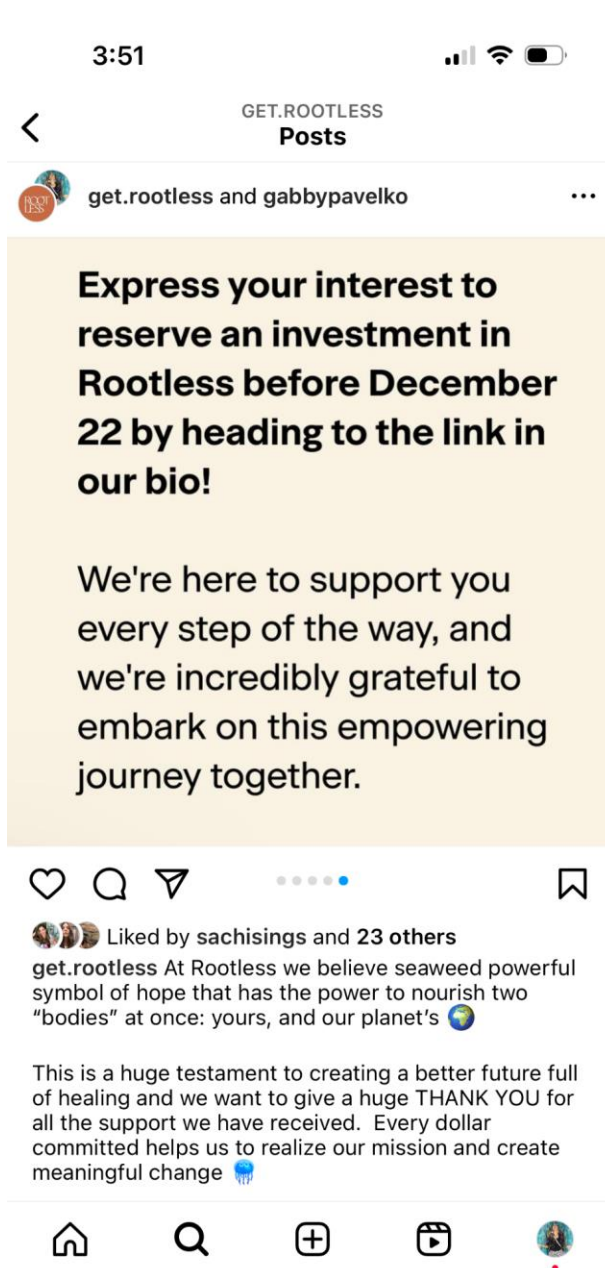 3:51
GET.ROOTLESS
Posts
ROOT
LESS
get.rootless and gabbypavelko
Express your interest to
reserve an investment in
Rootless before December
22 by heading to the link in
our bio!
We're here to support you
every step of the way, and
we're incredibly grateful to
embark on this empowering
journey together.
Liked by sachisings and 23 others
get.rootless At Rootless we believe seaweed powerful
symbol of hope that has the power to nourish two
“bodies” at once: yours, and our planet’s 🌍
This is a huge testament to creating a better future full
of healing and we want to give a huge THANK YOU for
all the support we have received.  Every dollar
committed helps us to realize our mission and create
meaningful change 🪼